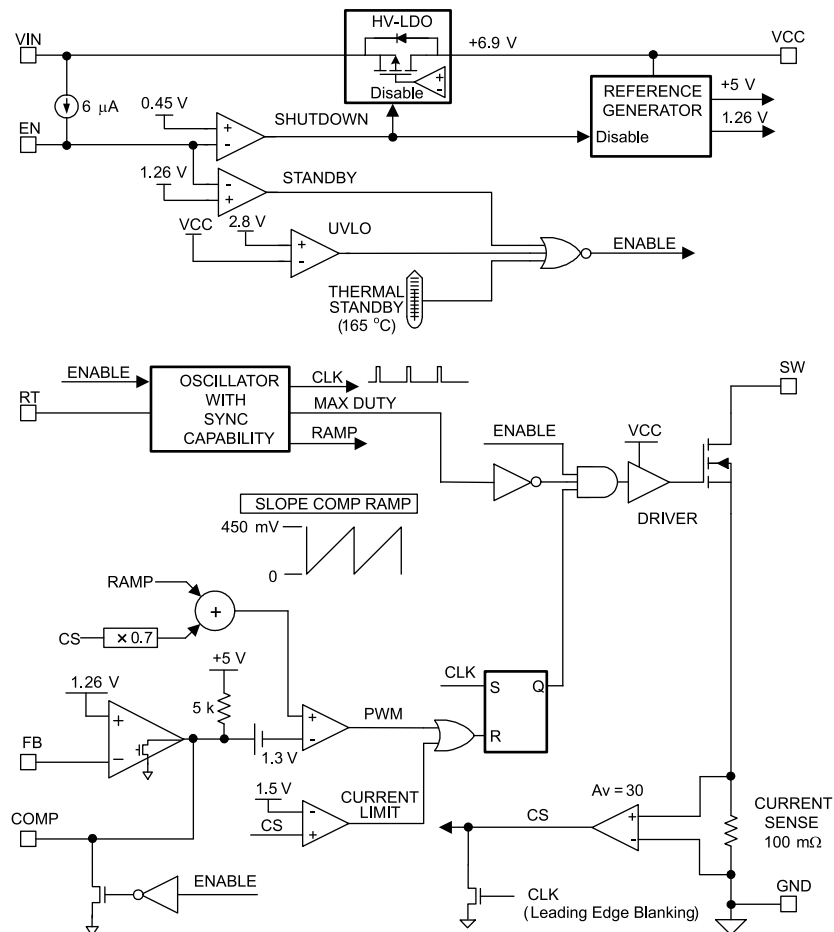 HV-LDO
VIN
+6.9 V
VCC
Disable
6 µA
0.45 V
SHUTDOWN
REFERENCE
GENERATOR
Disable
+5 V
1.26 V
EN
+
-
+
-
1.26 V
-
+
STANDBY
VCC
2.8 V
+
-
UVLO
ENABLE
THERMAL
STANDBY
(165 °C)
ENABLE
RT
OSCILLATOR
WITH
SYNC
CAPABILITY
CLK
MAX DUTY
RAMP
SW
ENABLE
VCC
DRIVER
SLOPE COMP RAMP
450 mV
0
RAMP
+
CS
× 0.7
+5 V
5 k
1.26 V
+
-
FB
1.3 V
+
-
PWM
CLK
S
Q
R
1.5 V
CS
-
+
CURRENT
LIMIT
COMP
ENABLE
Av = 30
CS
+
-
CURRENT
SENSE
100 mΩ
CLK
(Leading Edge Blanking)
GND